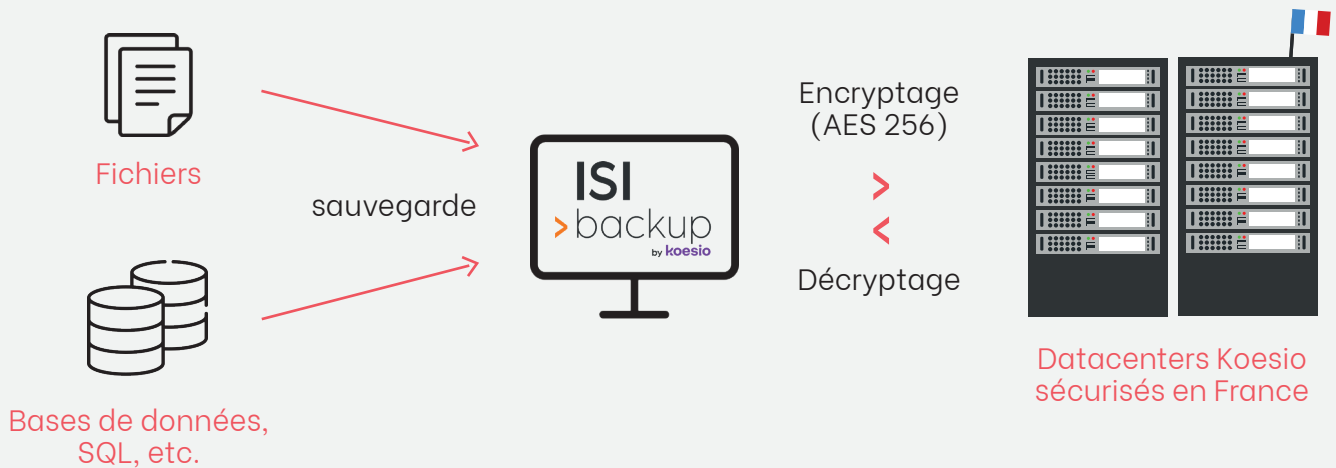 Fichiers
sauvegarde
Bases de données,
SQL, etc.
ISI
>backup
by koesio
Encryptage
(AES 256)
>
<
Décryptage
Datacenters Koesio
sécurisés en France